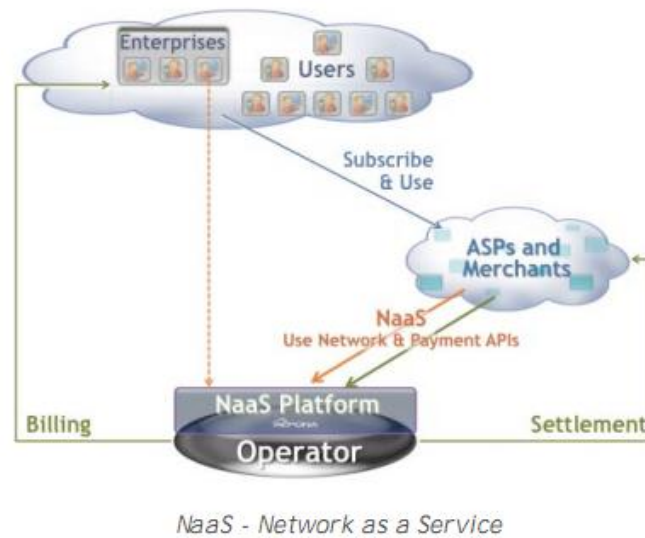 Enterprises
Users
Subscribe
& Use
ASPs and
Merchants
NaaS
Use Network & Payment APIs
NaaS Platform
Billing
Operator
Settlement
NaaS - Network as a Service